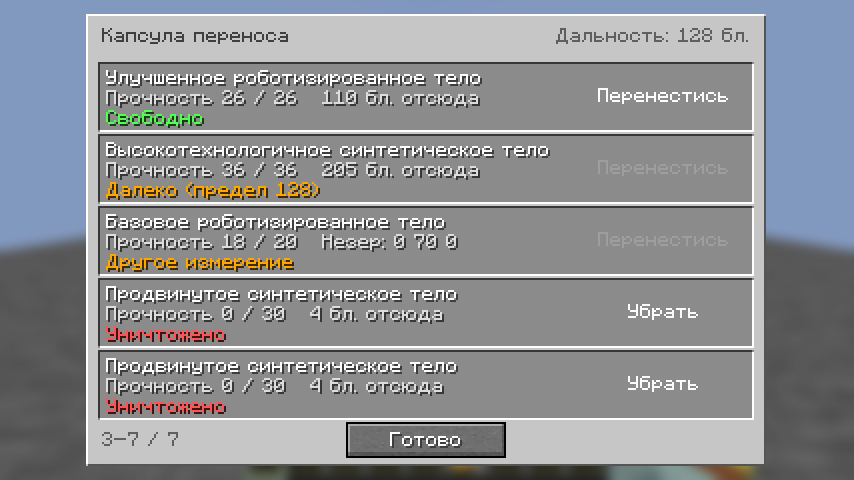 Капсула переноса
Дальность: 128 бл.
Улучшенное роботизированное тело
Прочность 26 / 26 110 бл. отсюда
Перенестись
Свободно
Высокотехнологичное синтетическое тело
Прочность 36 / 36 205 бл. отсюда
Перенестись
Далеко (предел 128)
Базовое роботизированное тело
Прочность 18 / 20 Незер: 0 70 0
Перенестись
Другое измерение
Продвинутое синтетическое тело
Прочность 0 / 30 4 бл. отсюда
Убрать
Уничтожено
Продвинутое синтетическое тело
Прочность 0 / 30 4 бл. отсюда
Убрать
Уничтожено
3–7 / 7
Готово